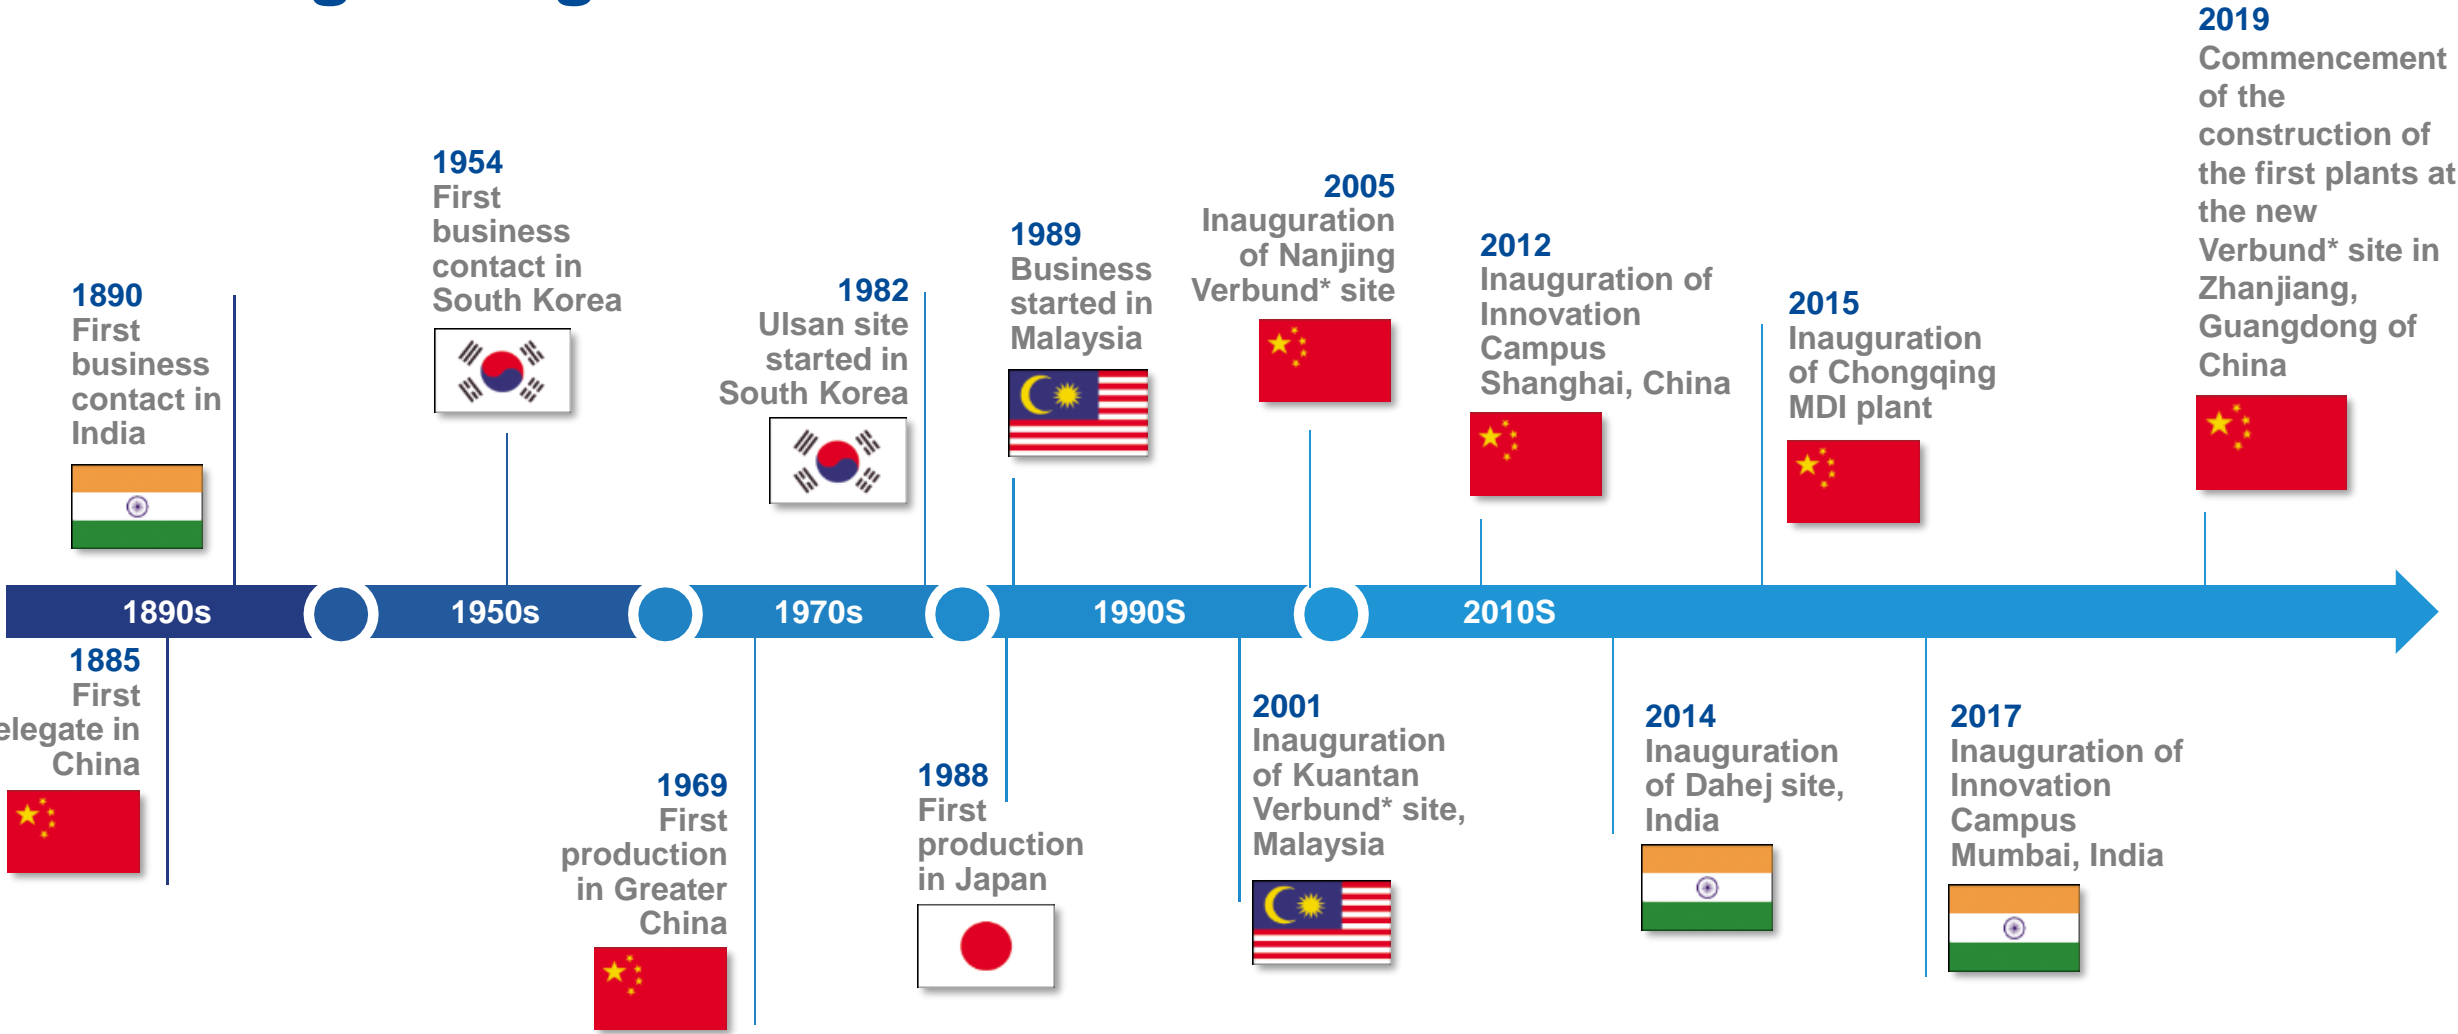 1890
First
business
contact in
India
1954
First
business
contact in
South Korea
1982
Ulsan site
started in
South Korea
1989
Business
started in
Malaysia
2005
Inauguration
of Nanjing
Verbund* site
2012
Inauguration of
Innovation
Campus
Shanghai, China
2015
Inauguration
of Chongqing
MDI plant
2019
Commencement
of the
construction of
the first plants at
the new
Verbund* site in
Zhanjiang,
Guangdong of
China
1890s
1950s
1970s
1990S
2010S
1885
First
elegate in
China
1969
First
production
in Greater
China
1988
First
production
in Japan
2001
Inauguration
of Kuantan
Verbund* site,
Malaysia
2014
Inauguration
of Dahej site,
India
2017
Inauguration of
Innovation
Campus
Mumbai, India